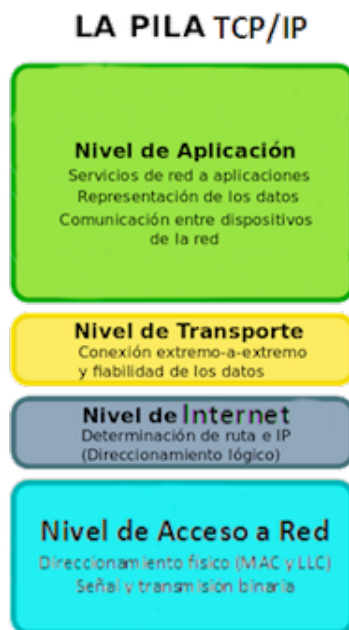 LA PILA TCP/IP
Nivel de Aplicación
Servicios de red a aplicaciones
Representación de los datos
Comunicación entre dispositivos
de la red
Nivel de Transporte
Conexión extremo-a-extremo
y fiabilidad de los datos
Nivel de Internet
Determinación de ruta e IP
(Direccionamiento lógico)
Nivel de Acceso a Red
Direccionamiento físico (MAC y LLC)
Señal y transmisión binaria